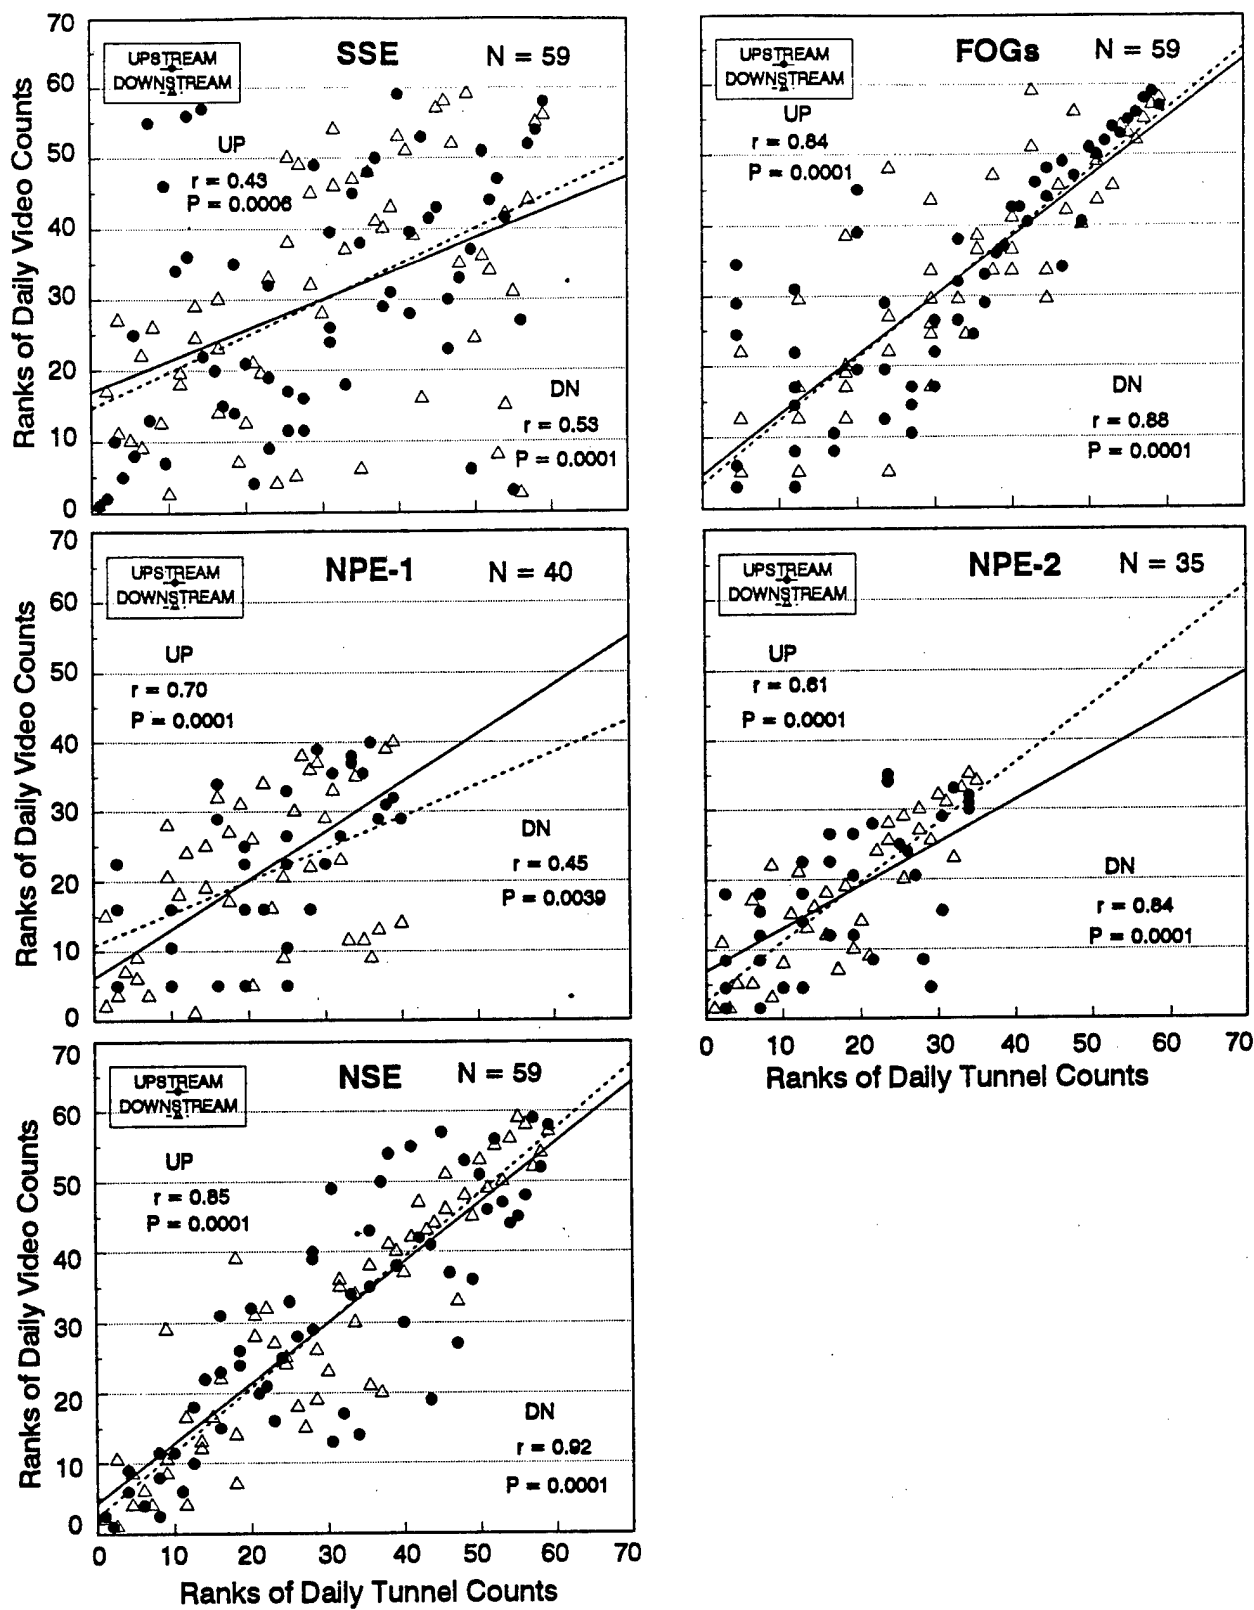 SSE N = 59
UPSTREAM
DOWNSTREAM
UP
r = 0.43
P = 0.0006
DN
r = 0.53
P = 0.0001
70
60
50
40
30
20
10
0
Ranks of Daily Video Counts
FOGs N = 59
UPSTREAM
DOWNSTREAM
UP
r = 0.84
P = 0.0001
DN
r = 0.88
P = 0.0001
NPE-1 N = 40
UPSTREAM
DOWNSTREAM
UP
r = 0.70
P = 0.0001
DN
r = 0.45
P = 0.0039
70
60
50
40
30
20
10
0
Ranks of Daily Video Counts
NPE-2 N = 35
UPSTREAM
DOWNSTREAM
UP
r = 0.61
P = 0.0001
DN
r = 0.84
P = 0.0001
0 10 20 30 40 50 60 70
Ranks of Daily Tunnel Counts
NSE N = 59
UPSTREAM
DOWNSTREAM
UP
r = 0.85
P = 0.0001
DN
r = 0.92
P = 0.0001
70
60
50
40
30
20
10
0
Ranks of Daily Video Counts
0 10 20 30 40 50 60 70
Ranks of Daily Tunnel Counts